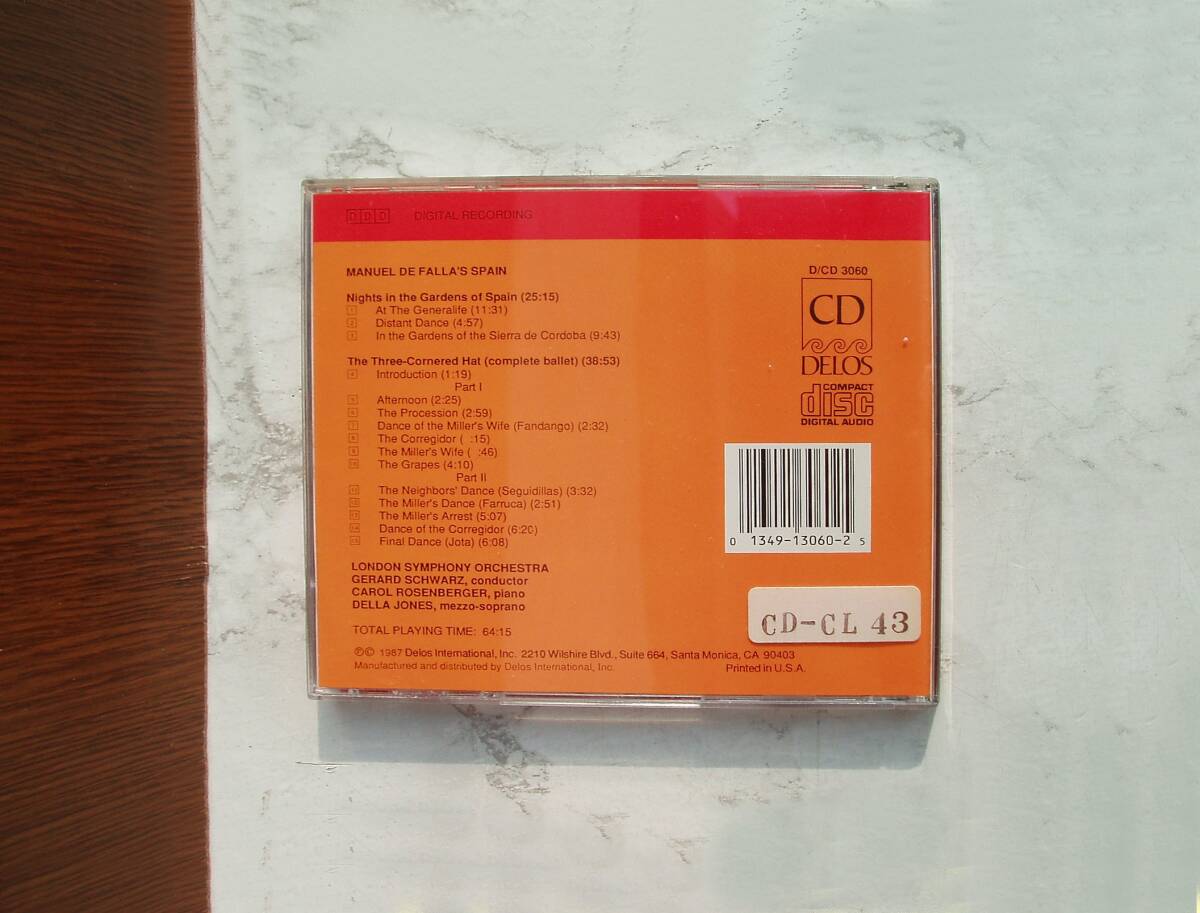 DDD DIGITAL RECORDING
MANUEL DE FALLA'S SPAIN
Nights in the Gardens of Spain (25:15)
1 At The Generalife (11:31)
2 Distant Dance (4:57)
3 In the Gardens of the Sierra de Cordoba (9:43)
The Three-Cornered Hat (complete ballet) (38:53)
4 Introduction (1:19)
Part I
5 Afternoon (2:25)
6 The Procession (2:59)
7 Dance of the Miller's Wife (Fandango) (2:32)
8 The Corregidor ( :15)
9 The Miller's Wife ( :46)
10 The Grapes (4:10)
Part II
11 The Neighbors' Dance (Seguidillas) (3:32)
12 The Miller's Dance (Farruca) (2:51)
13 The Miller's Arrest (5:07)
14 Dance of the Corregidor (6:20)
15 Final Dance (Jota) (6:08)
LONDON SYMPHONY ORCHESTRA
GERARD SCHWARZ, conductor
CAROL ROSENBERGER, piano
DELLA JONES, mezzo-soprano
TOTAL PLAYING TIME: 64:15
℗© 1987 Delos International, Inc. 2210 Wilshire Blvd., Suite 664, Santa Monica, CA 90403
Manufactured and distributed by Delos International, Inc. Printed in U.S.A.
D/CD 3060
CD
DELOS
COMPACT
disc
DIGITAL AUDIO
0 1349-13060-2 5
CD-CL 43